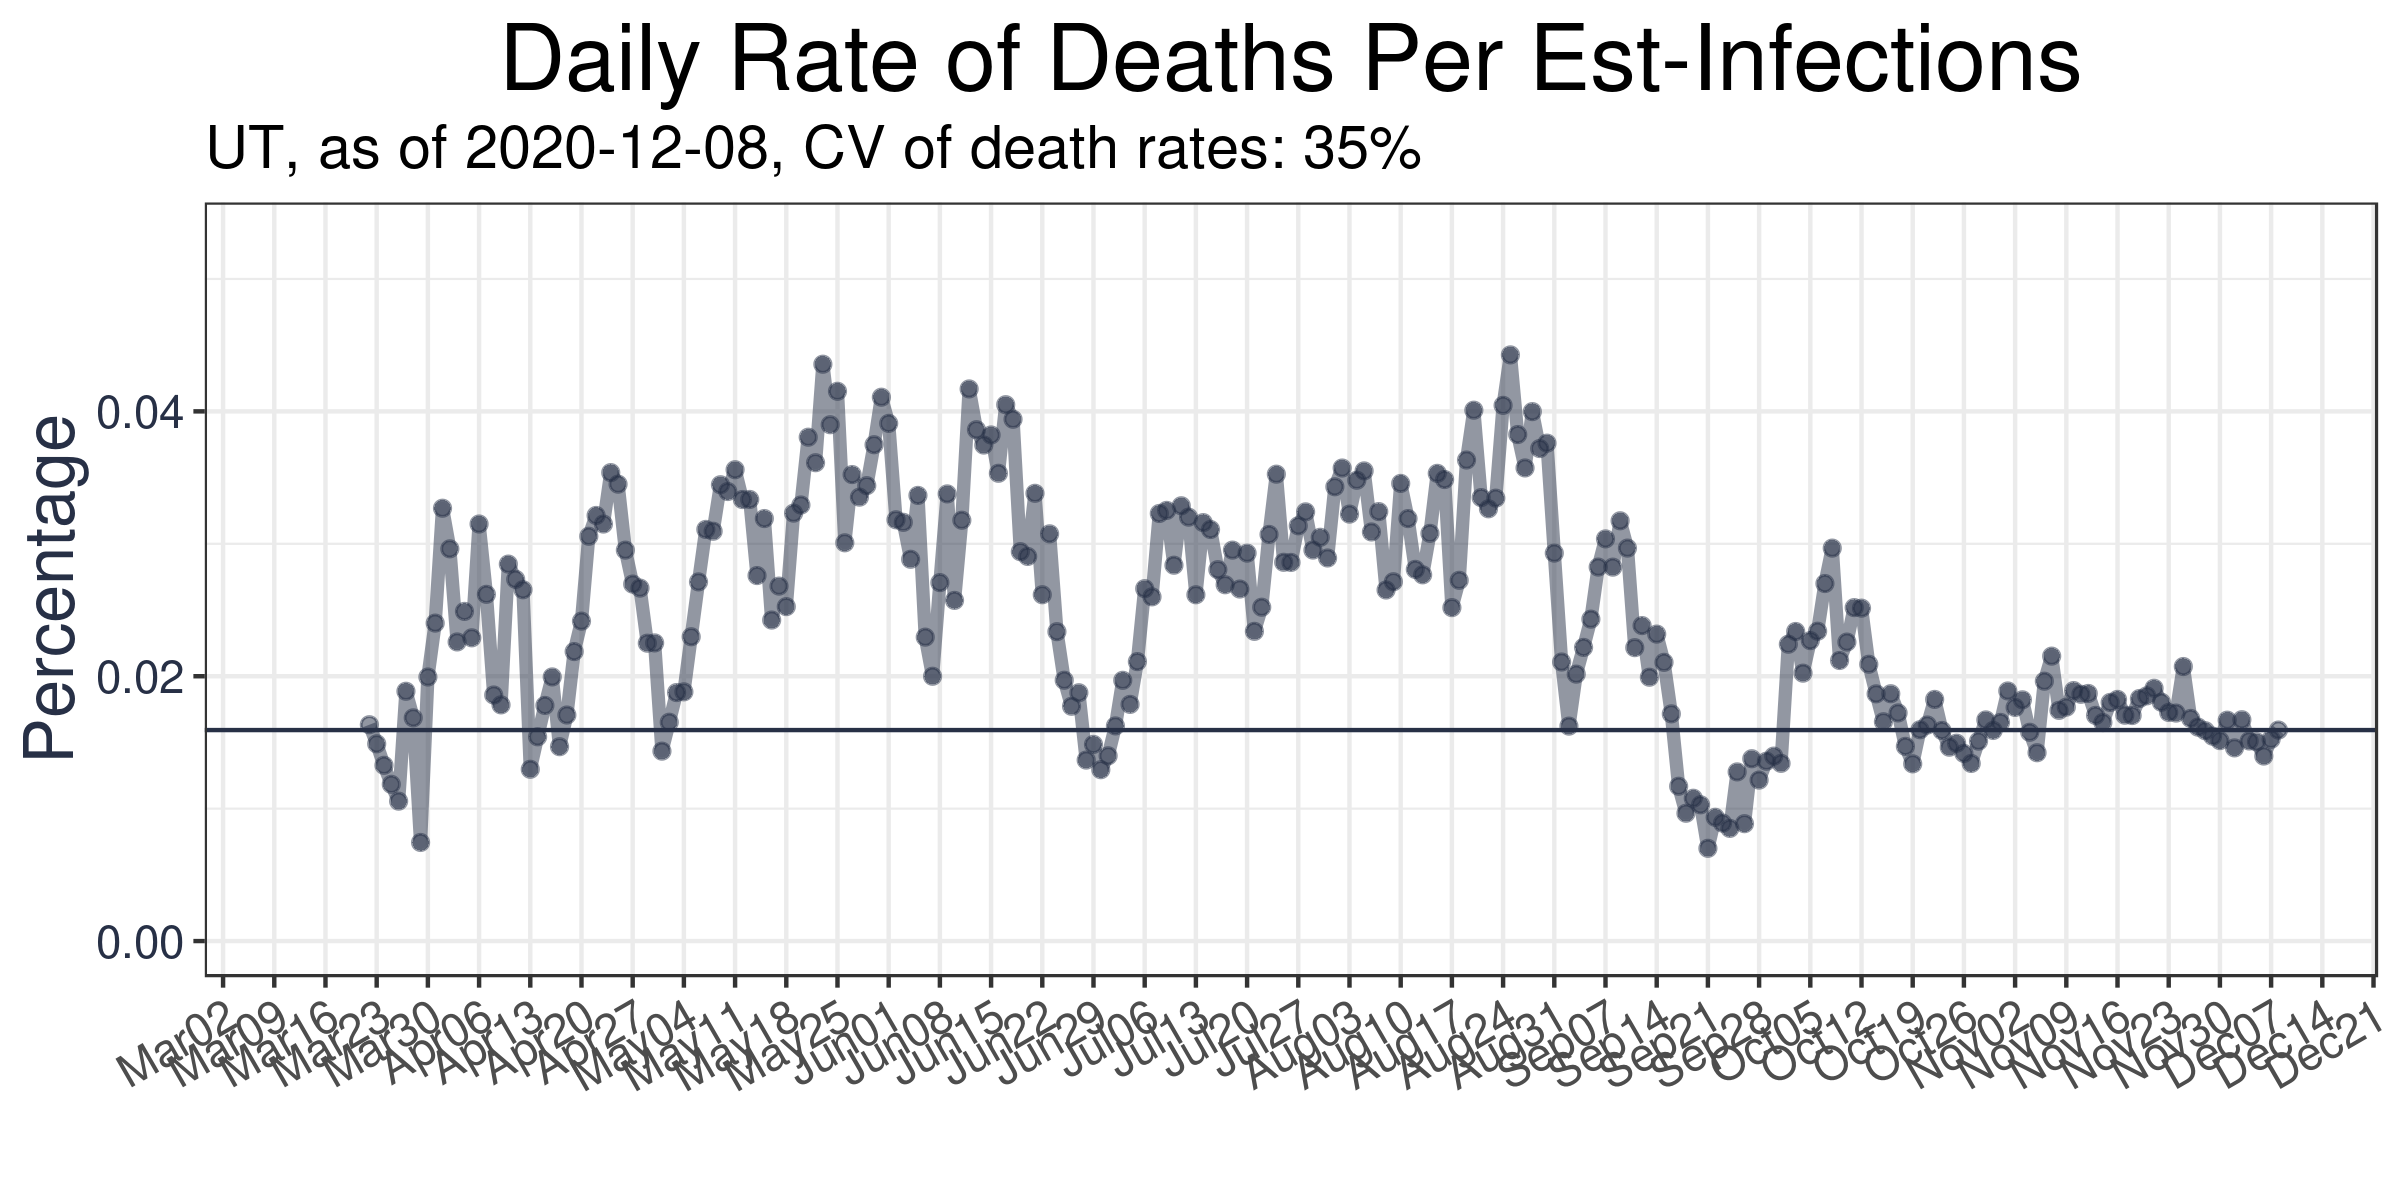 Daily Rate of Deaths Per Est-Infections
UT, as of 2020-12-08, CV of death rates: 35%
Percentage
0.04
0.02
0.00
Mar02
Mar09
Mar16
Mar23
Mar30
Apr06
Apr13
Apr20
Apr27
May04
May11
May18
May25
Jun01
Jun08
Jun15
Jun22
Jun29
Jul06
Jul13
Jul20
Jul27
Aug03
Aug10
Aug17
Aug24
Aug31
Sep07
Sep14
Sep21
Sep28
Oct05
Oct12
Oct19
Oct26
Nov02
Nov09
Nov16
Nov23
Nov30
Dec07
Dec14
Dec21